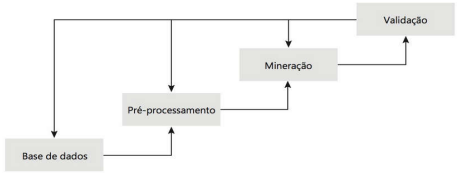 Validação
Mineração
Pré-processamento
Base de dados